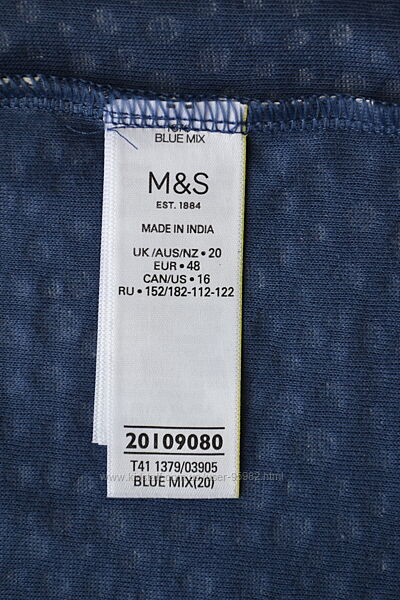 BLUE MIX
M&S
EST. 1884
MADE IN INDIA
UK/AUS/NZ • 20
EUR • 48
CAN/US • 16
RU • 152/182-112-122
20109080
T41 1379/03905
BLUE MIX(20)